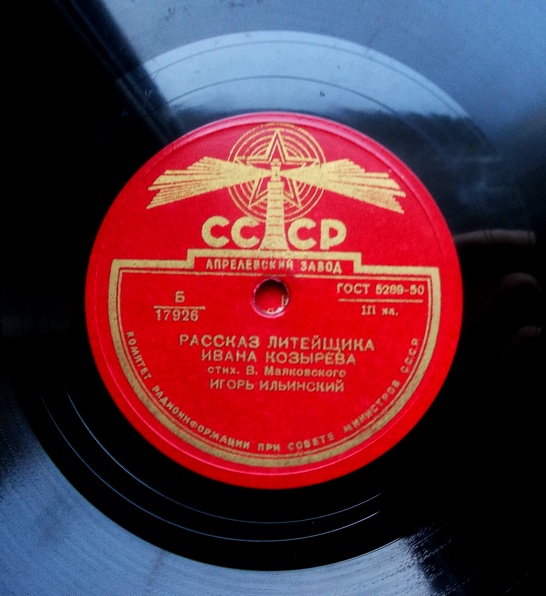 СССР
АПРЕЛЕВСКИЙ ЗАВОД
ГОСТ 5289-50
Б
17926
III кл.
РАССКАЗ ЛИТЕЙЩИКА
ИВАНА КОЗЫРЕВА
стих. В. Маяковского
ИГОРЬ ИЛЬИНСКИЙ
КОМИТЕТ РАДИОИНФОРМАЦИИ ПРИ СОВЕТЕ МИНИСТРОВ СССР